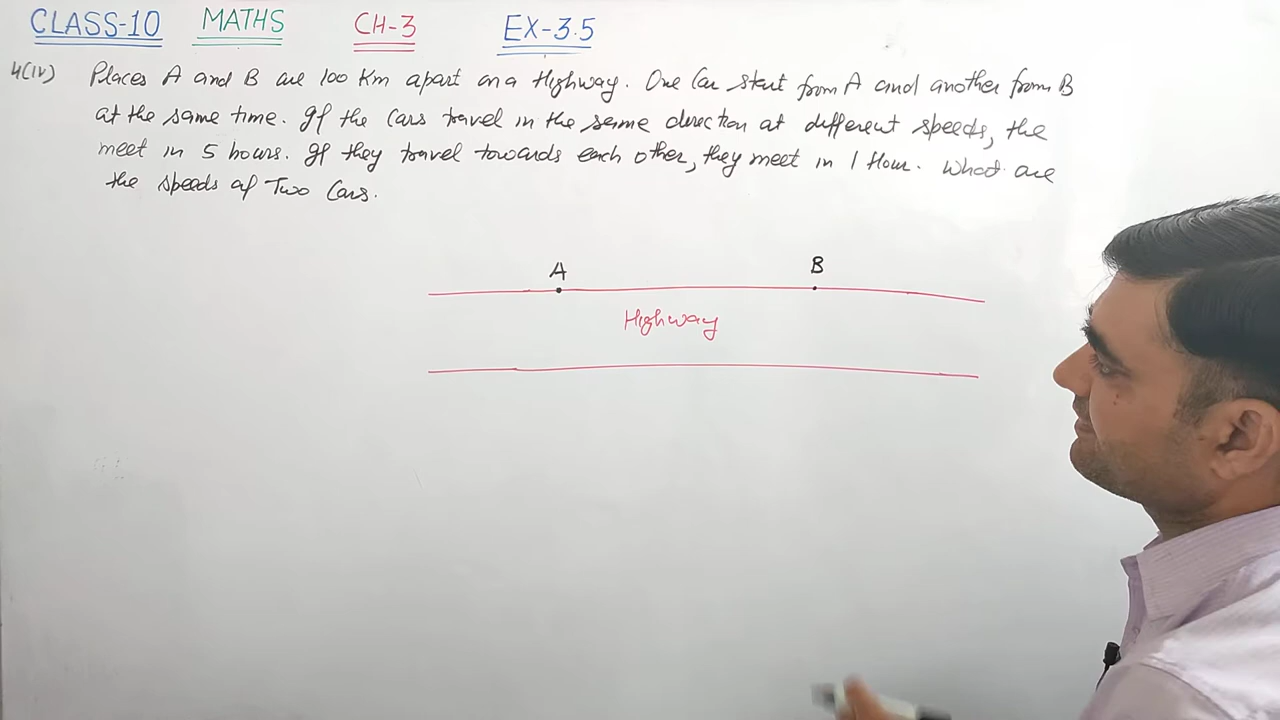 CLASS-10 MATHS CH-3 EX-3.5
4(iv) Places A and B are 100 Km apart on a Highway. One Car start from A and another from B
at the same time. If the Cars travel in the same direction at different speeds, the
meet in 5 hours. If they travel towards each other, they meet in 1 Hour. What are
the speeds of Two Cars.
A B
Highway